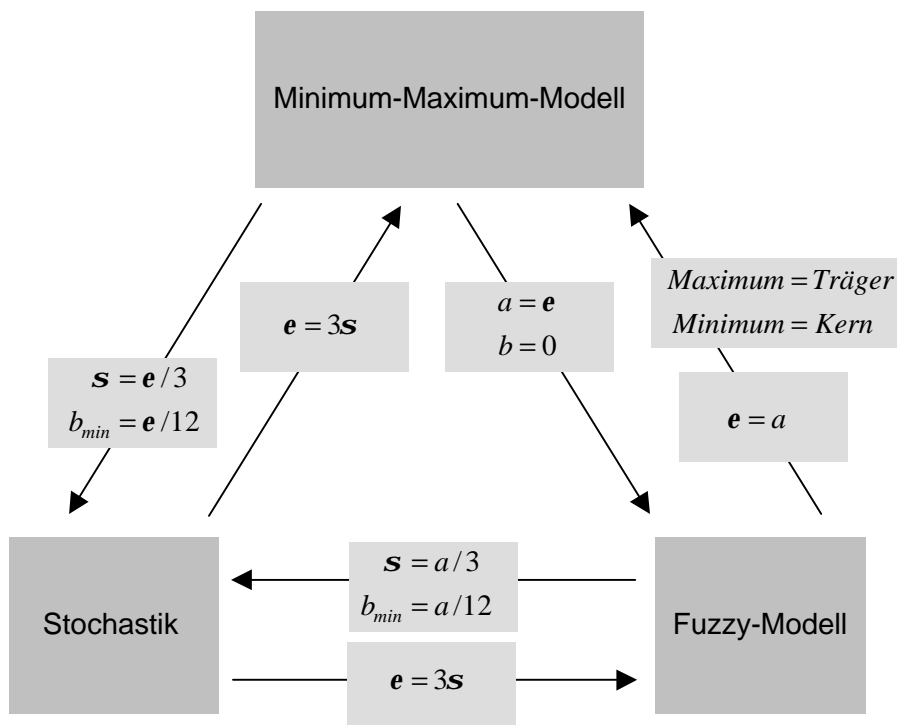 Minimum-Maximum-Modell
Maximum = Träger
Minimum = Kern
e = 3s
a = e
b = 0
s = e/3
b_min = e/12
e = a
s = a/3
b_min = a/12
Stochastik
Fuzzy-Modell
e = 3s